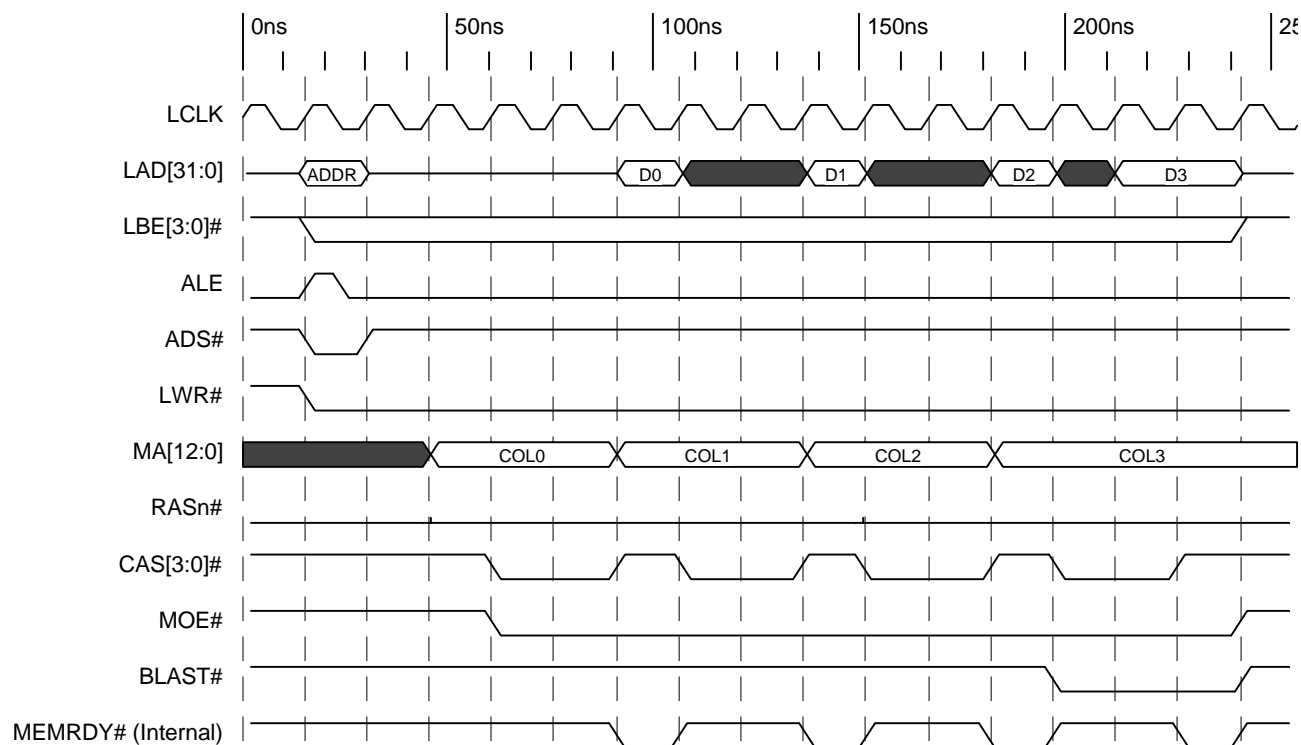 0ns 50ns 100ns 150ns 200ns 25
LCLK
LAD[31:0] ADDR D0 D1 D2 D3
LBE[3:0]#
ALE
ADS#
LWR#
MA[12:0] COL0 COL1 COL2 COL3
RASn#
CAS[3:0]#
MOE#
BLAST#
MEMRDY# (Internal)